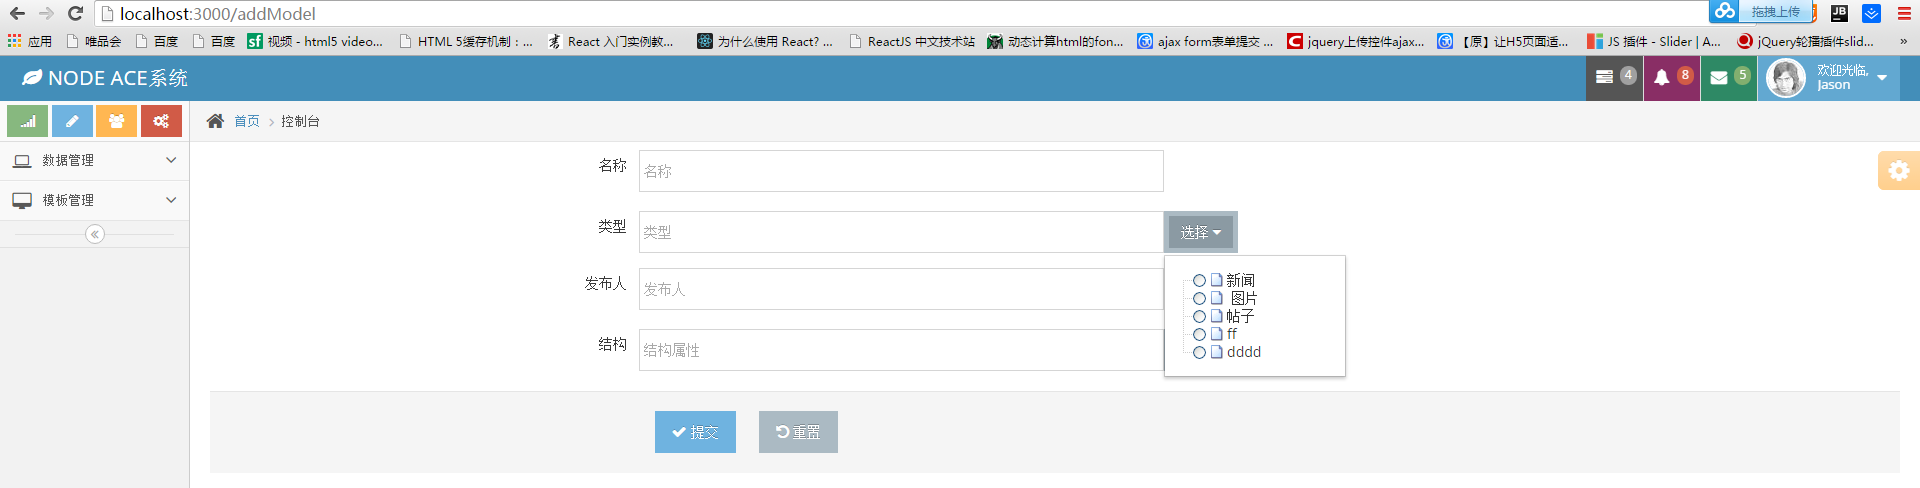 localhost:3000/addModel
拖拽上传
JB
应用 唯品会 百度 百度 sf 视频 - html5 video... HTML 5缓存机制：... React 入门实例教... 为什么使用 React? ... ReactJS 中文技术站 动态计算html的fon... ajax form表单提交 ... jquery上传控件ajax... 【原】让H5页面适... JS 插件 - Slider | A... jQuery轮播插件slid... »
NODE ACE系统
4 8 5 欢迎光临,
Jason
首页 控制台
数据管理
模板管理
名称 名称
类型 类型 选择
发布人 发布人
结构 结构属性
新闻
图片
帖子
ff
dddd
提交 重置